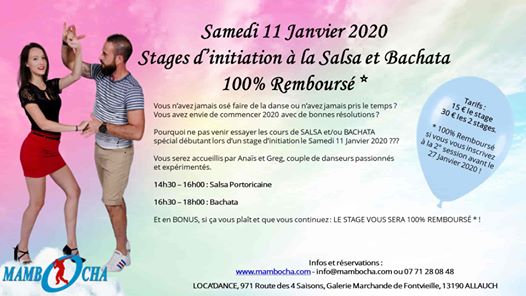 Samedi 11 Janvier 2020
Stages d'initiation à la Salsa et Bachata
100% Remboursé *
Vous n'avez jamais osé faire de la danse ou n'avez jamais pris le temps ?
Vous avez envie de commencer 2020 avec de bonnes résolutions ?
Pourquoi ne pas venir essayer les cours de SALSA et/ou BACHATA
spécial débutant lors d'un stage d'initiation le Samedi 11 Janvier 2020 ???
Vous serez accueillis par Anaïs et Greg, couple de danseurs passionnés
et expérimentés.
14h30 – 16h00 : Salsa Portoricaine
16h30 – 18h00 : Bachata
Et en BONUS, si ça vous plaît et que vous continuez : LE STAGE VOUS SERA 100% REMBOURSÉ * !
Tarifs :
15 € le stage
30 € les 2 stages.
* 100% Remboursé
si vous vous inscrivez
à la 2° session avant le
27 Janvier 2020 !
MAMBOCHA
Infos et réservations :
www.mambocha.com - info@mambocha.com ou 07 71 28 08 48
LOCA'DANCE, 971 Route des 4 Saisons, Galerie Marchande de Fontvieille, 13190 ALLAUCH